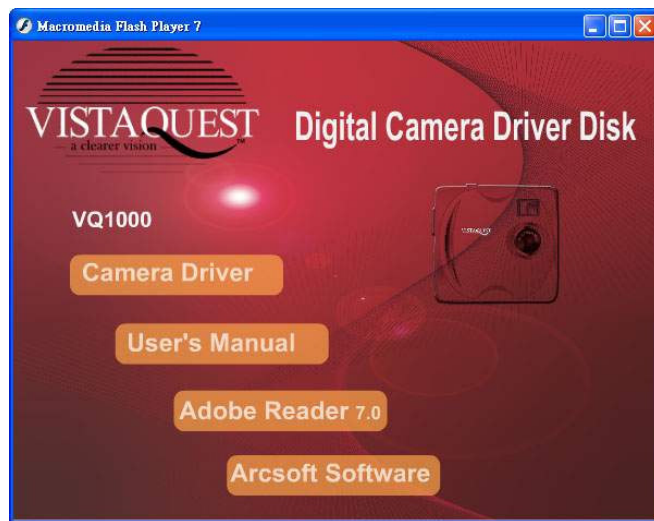 Macromedia Flash Player 7
VISTAQUEST™
a clearer vision
Digital Camera Driver Disk
VISTAQUEST
VQ1000
Camera Driver
User's Manual
Adobe Reader 7.0
Arcsoft Software